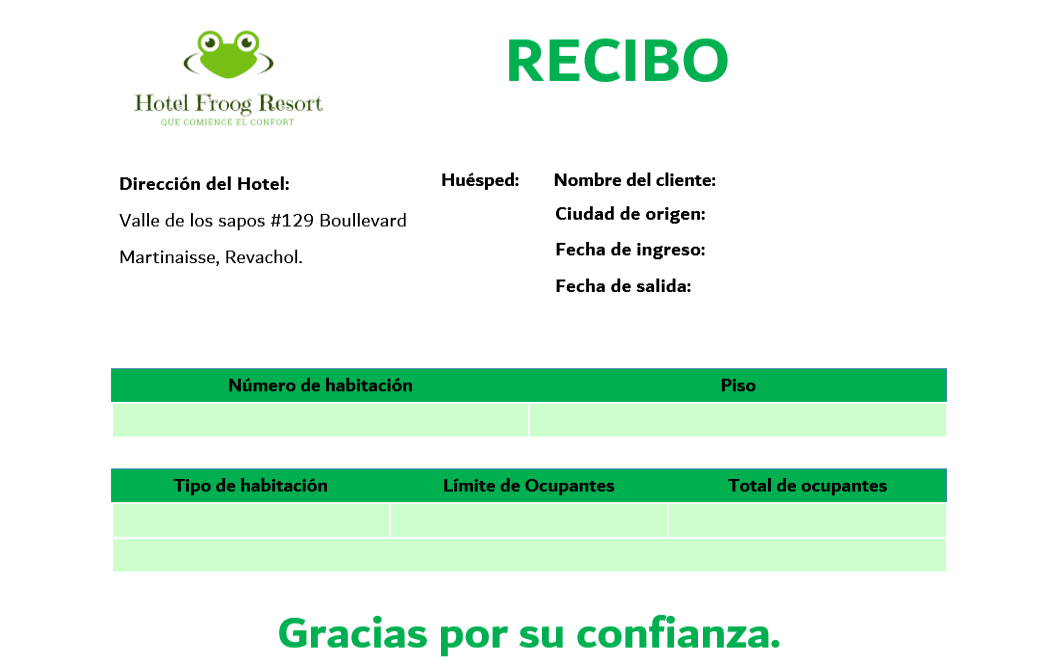 Hotel Froog Resort
QUE COMIENCE EL CONFORT
RECIBO
Dirección del Hotel:
Valle de los sapos #129 Boullevard
Martinaisse, Revachol.
Huésped:
Nombre del cliente:
Ciudad de origen:
Fecha de ingreso:
Fecha de salida:
Número de habitación Piso
Tipo de habitación Límite de Ocupantes Total de ocupantes
Gracias por su confianza.